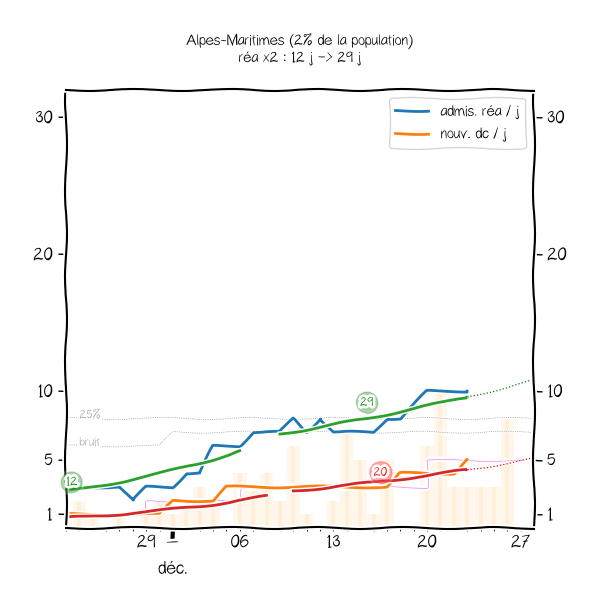 Alpes-Maritimes (2% de la population)
réa x2 : 12 j -> 29 j
admis. réa / j
nouv. dc / j
30 30
20 20
10 10
5 5
1 1
25%
bruit
12
29
20
29 06 13 20 27
1
déc.